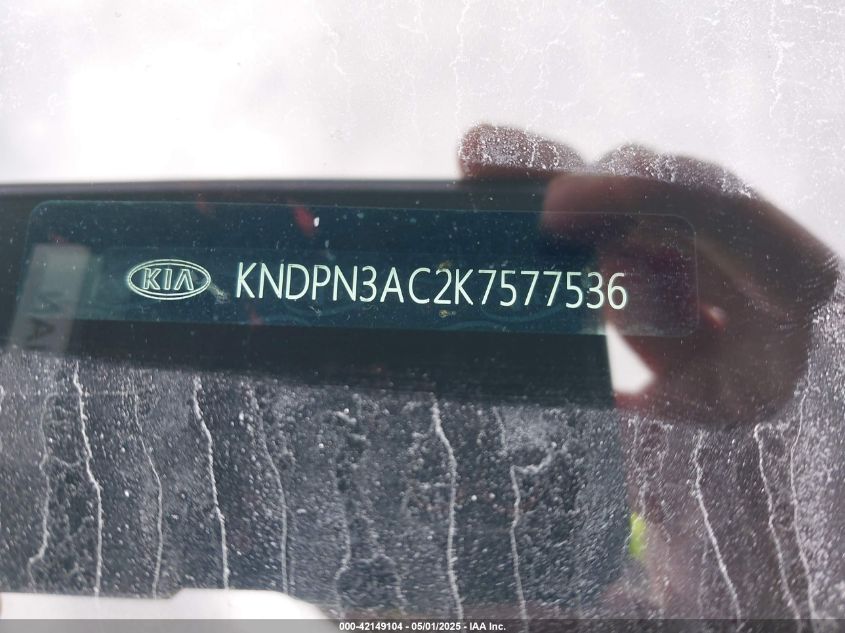 KIA KNDPN3AC2K7577536
000-42149104 - 05/01/2025 - IAA Inc.